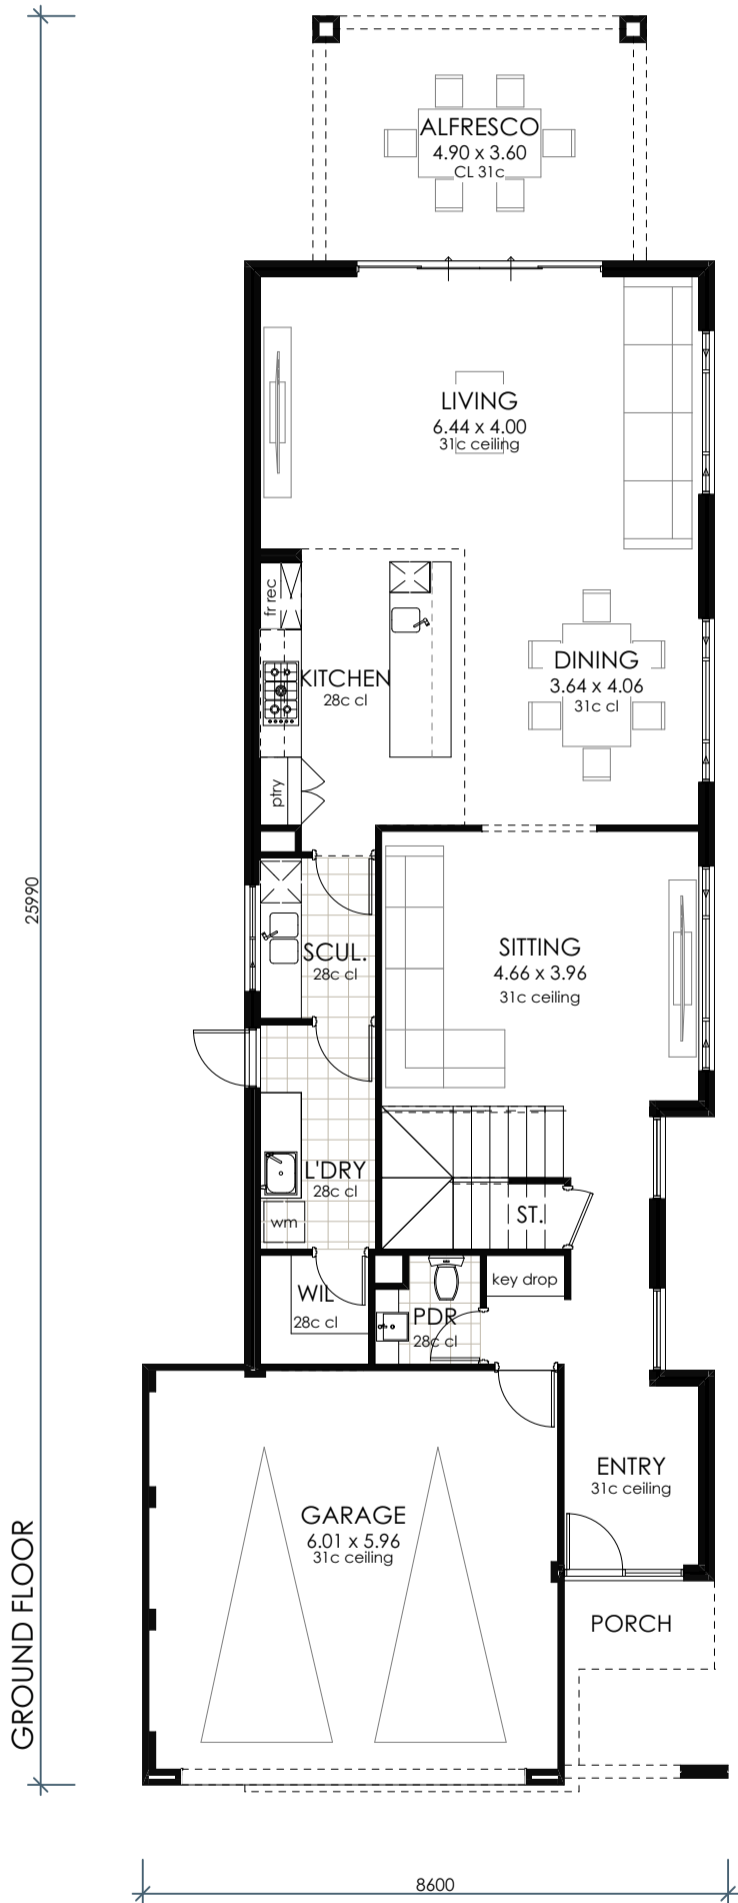 ALFRESCO
4.90 x 3.60
CL 31c
LIVING
6.44 x 4.00
31c ceiling
fr rec
KITCHEN
28c cl
DINING
3.64 x 4.06
31c cl
ptry
25990
SCUL.
28c cl
SITTING
4.66 x 3.96
31c ceiling
L'DRY
28c cl
wm
ST.
WIL
28c cl
PDR
28c cl
key drop
ENTRY
31c ceiling
GARAGE
6.01 x 5.96
31c ceiling
PORCH
GROUND FLOOR
8600